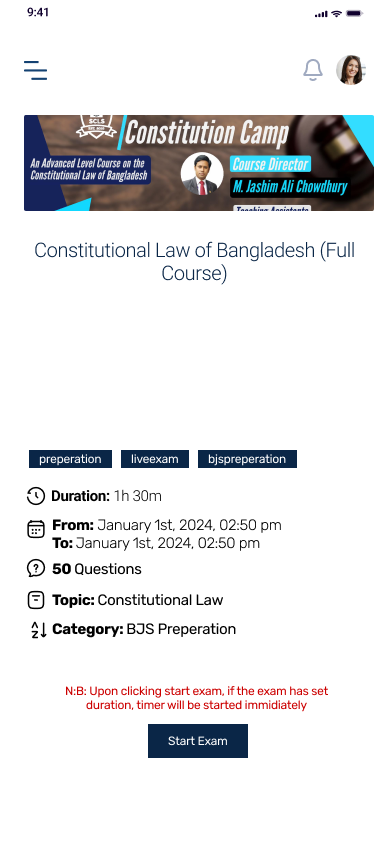 9:41
SCLS
Constitution Camp
An Advanced Level Course on the
Constitutional Law of Bangladesh
Course Director
M. Jashim Ali Chowdhury
Teaching Assistants
Constitutional Law of Bangladesh (Full
Course)
preperation liveexam bjspreperation
Duration: 1h 30m
From: January 1st, 2024, 02:50 pm
To: January 1st, 2024, 02:50 pm
50 Questions
Topic: Constitutional Law
Category: BJS Preperation
N:B: Upon clicking start exam, if the exam has set
duration, timer will be started immidiately
Start Exam